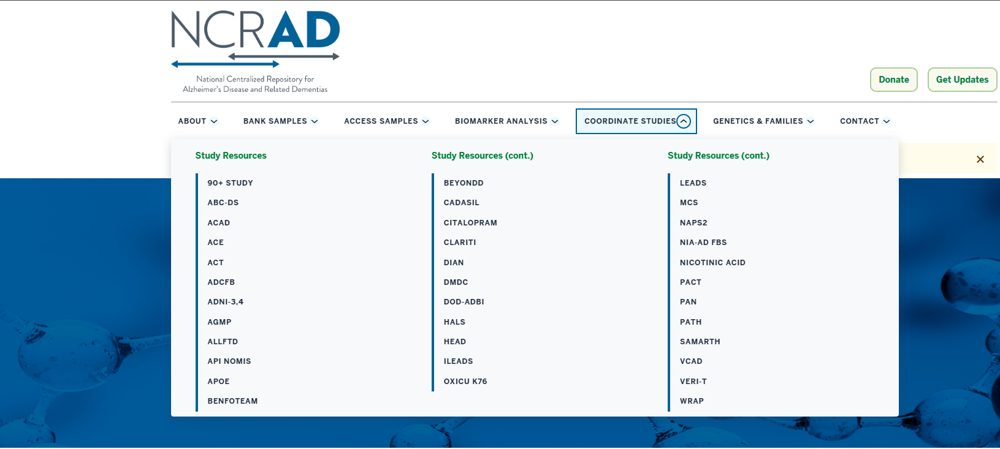 NCRAD
National Centralized Repository for
Alzheimer's Disease and Related Dementias
Donate
Get Updates
ABOUT
BANK SAMPLES
ACCESS SAMPLES
BIOMARKER ANALYSIS
COORDINATE STUDIES
GENETICS & FAMILIES
CONTACT
Study Resources
90+ STUDY
ABC-DS
ACAD
ACE
ACT
ADCFB
ADNI-3,4
AGMP
ALLFTD
API NOMIS
APOE
BENFOTEAM
Study Resources (cont.)
BEYONDD
CADASIL
CITALOPRAM
CLARITI
DIAN
DMDC
DOD-ADBI
HALS
HEAD
ILEADS
OXICU K76
Study Resources (cont.)
LEADS
MCS
NAPS2
NIA-AD FBS
NICOTINIC ACID
PACT
PAN
PATH
SAMARTH
VCAD
VERI-T
WRAP